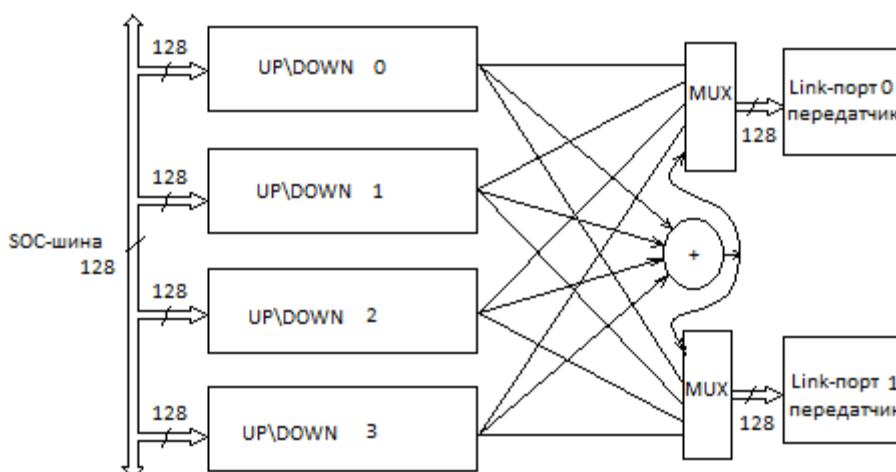 128
UP\DOWN 0
MUX
Link-порт 0
передатчик
128
128
UP\DOWN 1
SOC-шина
128
+
128
UP\DOWN 2
128
UP\DOWN 3
MUX
Link-порт 1
передатчик
128